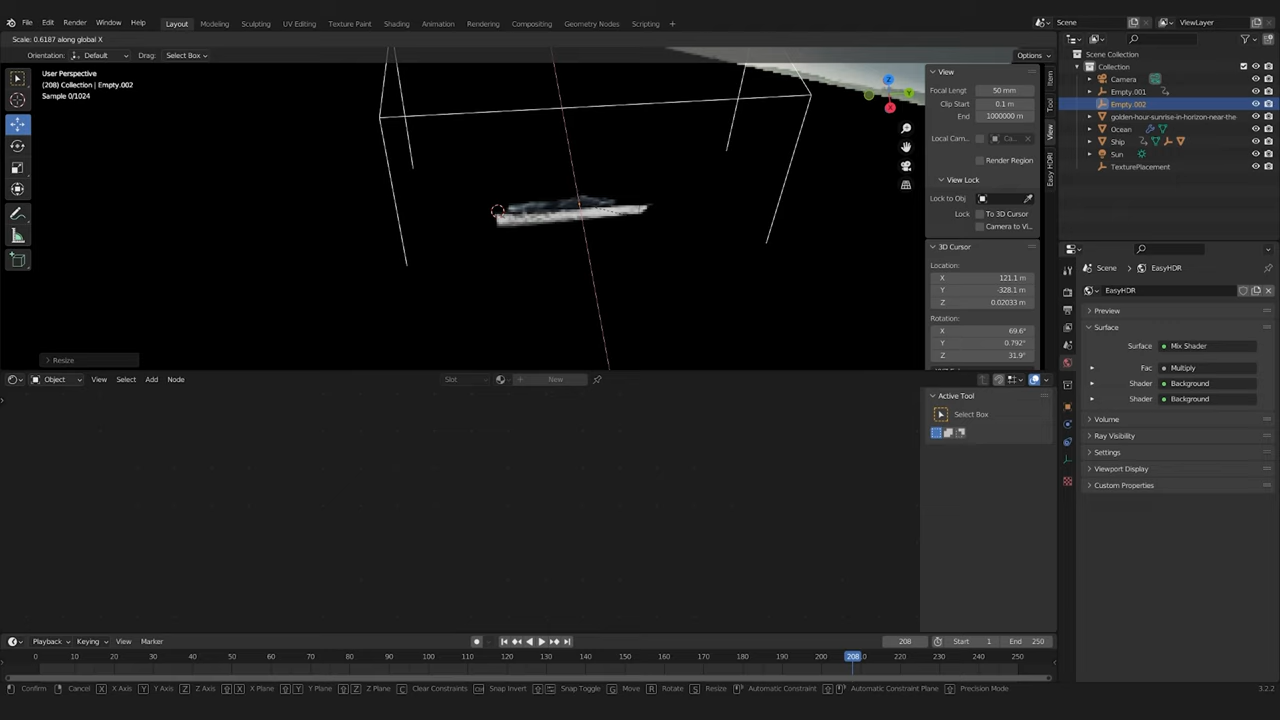 File Edit Render Window Help Layout Modeling Sculpting UV Editing Texture Paint Shading Animation Rendering Compositing Geometry Nodes Scripting + Scene ViewLayer
Scale: 0.6187 along global X
Orientation: Default Drag: Select Box Options
User Perspective
(208) Collection | Empty.002
Sample 0/1024
Resize
View
Focal Lengt 50 mm
Clip Start 0.1 m
End 1000000 m
Local Cam... Ca...
Render Region
View Lock
Lock to Obj
Lock To 3D Cursor
Camera to Vi...
3D Cursor
Location:
X 121.1 m
Y -328.1 m
Z 0.02033 m
Rotation:
X 69.6°
Y 0.792°
Z 31.9°
Item
Tool
View
Easy HDRI
Scene Collection
Collection
Camera
Empty.001
Empty.002
golden-hour-sunrise-in-horizon-near-the
Ocean
Ship
Sun
TexturePlacement
Scene > EasyHDR
EasyHDR
Preview
Surface
Surface Mix Shader
Fac Multiply
Shader Background
Shader Background
Volume
Ray Visibility
Settings
Viewport Display
Custom Properties
Object View Select Add Node Slot New
Active Tool
Select Box
Playback Keying View Marker 208 Start 1 End 250
0 10 20 30 40 50 60 70 80 90 100 110 120 130 140 150 160 170 180 190 200 208 220 230 240 250
Confirm Cancel X X Axis Y Y Axis Z Z Axis X X Plane Y Y Plane Z Z Plane C Clear Constraints Snap Invert Snap Toggle G Move R Rotate S Resize Automatic Constraint Automatic Constraint Plane Precision Mode 3.2.2